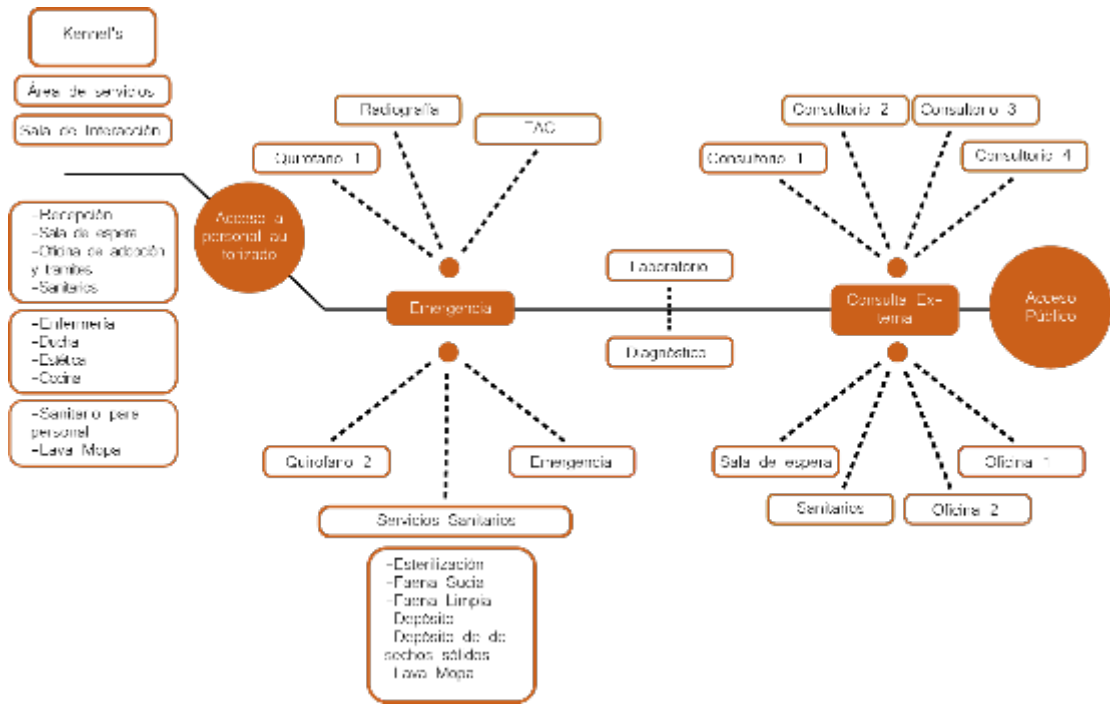 Kennel's
Área de servicios
Sala de Interacción
-Recepción
-Sala de espera
-Oficina de adopción
y tramites
-Sanitarios
-Enfermería
-Ducha
-Estética
-Cocina
-Sanitario para
personal
-Lava Mopa
Acceso a
personal au
torizado
Radiografía
TAC
Quirofano 1
Emergencia
Quirofano 2
Emergencia
Servicios Sanitarios
-Esterilización
-Faena Sucia
-Faena Limpia
Depósito
Depósito de de
sechos sólidos
Lava Mopa
Laboratorio
Diagnóstico
Consultorio 2
Consultorio 3
Consultorio 1
Consultorio 4
Consulta Ex-
terna
Acceso
Público
Sala de espera
Oficina 1
Sanitarios
Oficina 2